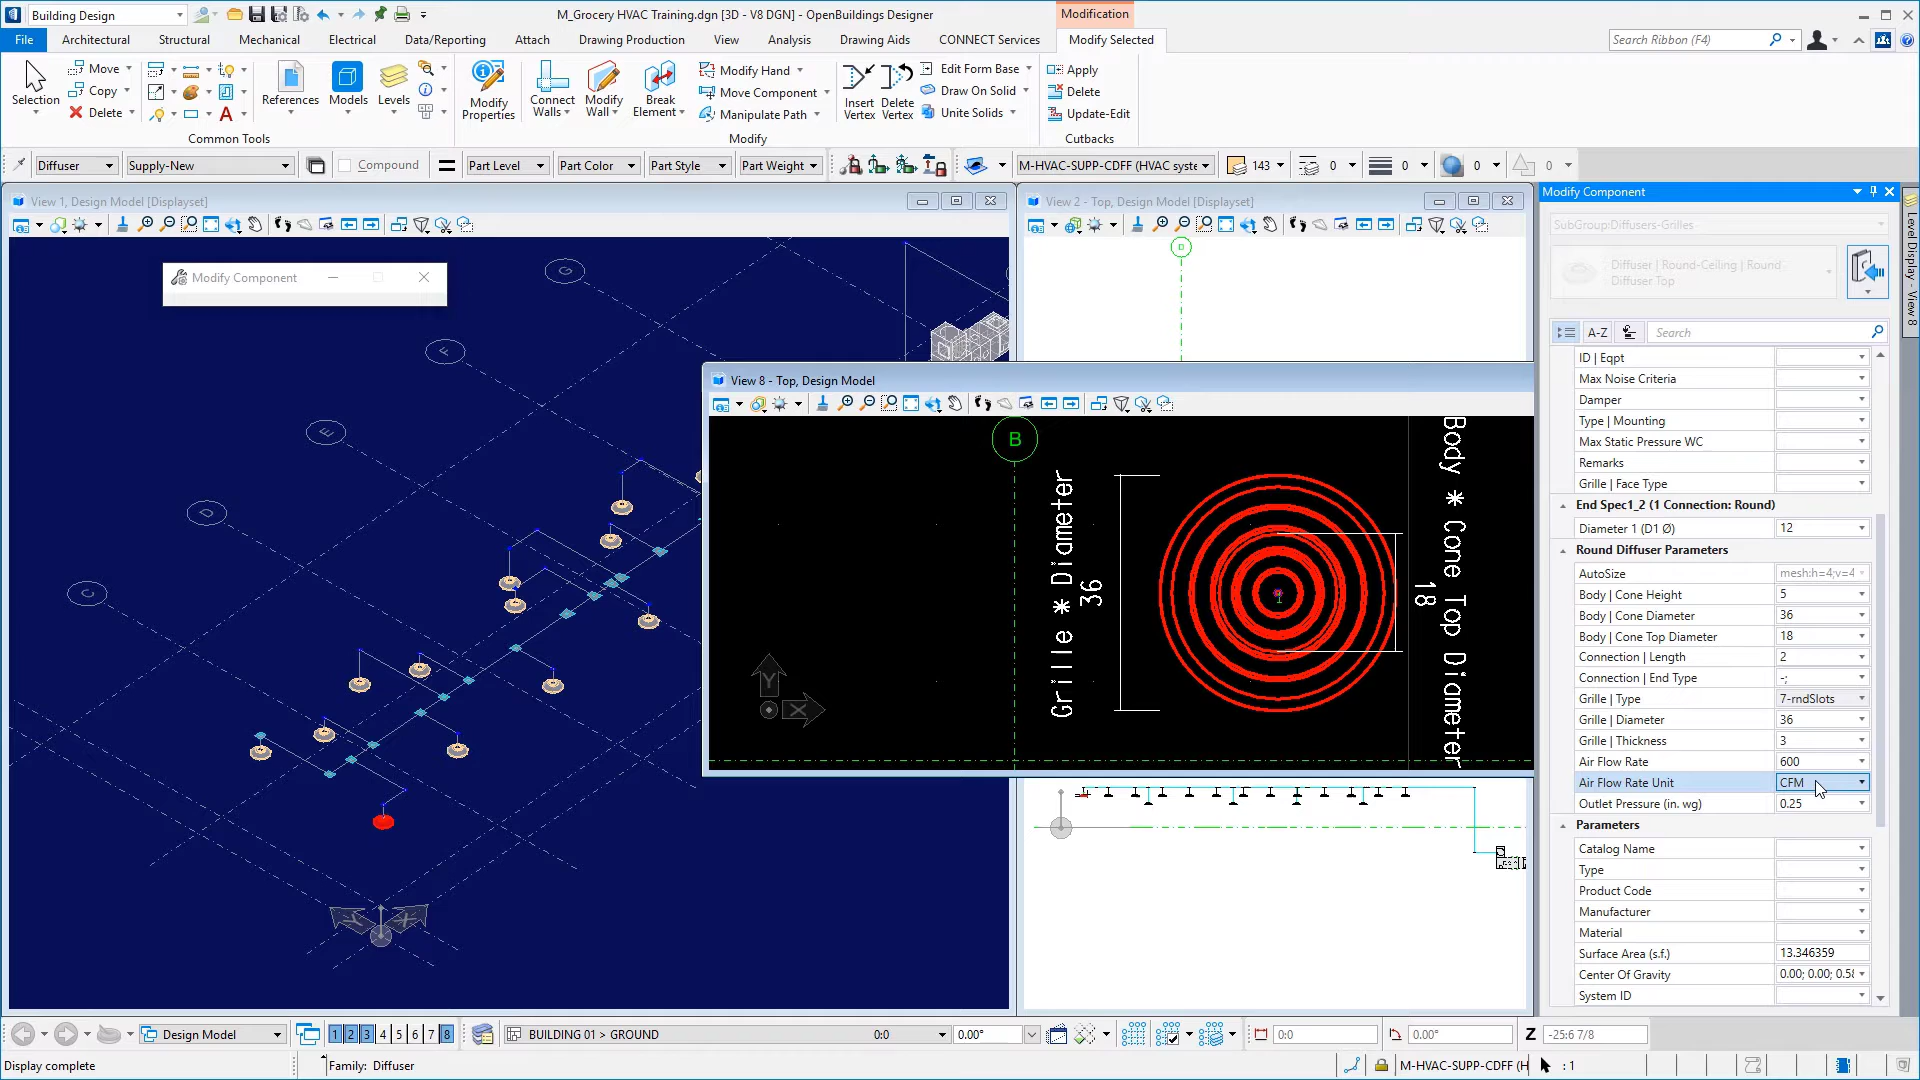 Building Design
M_Grocery HVAC Training.dgn [3D - V8 DGN] - OpenBuildings Designer
Modification
File
Architectural
Structural
Mechanical
Electrical
Data/Reporting
Attach
Drawing Production
View
Analysis
Drawing Aids
CONNECT Services
Modify Selected
Search Ribbon (F4)
Selection
Move
Copy
Delete
References
Models
Levels
Common Tools
Modify Properties
Connect Walls
Modify Wall
Break Element
Modify Hand
Move Component
Manipulate Path
Insert Vertex
Delete Vertex
Edit Form Base
Draw On Solid
Unite Solids
Modify
Apply
Delete
Update-Edit
Cutbacks
Diffuser
Supply-New
Compound
Part Level
Part Color
Part Style
Part Weight
M-HVAC-SUPP-CDFF (HVAC syste
143
0
0
0
0
View 1, Design Model [Displayset]
Modify Component
G
F
E
D
C
Y
X
View 2 - Top, Design Model [Displayset]
D
View 8 - Top, Design Model
B
Grille * Diameter
36
18
Body * Cone Top Diameter
1
Y
X
Modify Component
SubGroup:Diffusers-Grilles
Diffuser | Round-Ceiling | Round Diffuser Top
A-Z
Search
ID | Eqpt
Max Noise Criteria
Damper
Type | Mounting
Max Static Pressure WC
Remarks
Grille | Face Type
End Spec1_2 (1 Connection: Round)
Diameter 1 (D1 Ø) 12
Round Diffuser Parameters
AutoSize mesh:h=4;v=4
Body | Cone Height 5
Body | Cone Diameter 36
Body | Cone Top Diameter 18
Connection | Length 2
Connection | End Type -;
Grille | Type 7-rndSlots
Grille | Diameter 36
Grille | Thickness 3
Air Flow Rate 600
Air Flow Rate Unit CFM
Outlet Pressure (in. wg) 0.25
Parameters
Catalog Name
Type
Product Code
Manufacturer
Material
Surface Area (s.f.) 13.346359
Center Of Gravity 0.00; 0.00; 0.58
System ID
Level Display - View 8
Design Model
1 2 3 4 5 6 7 8
BUILDING 01 > GROUND
0:0
0.00°
0:0
0.00°
Z
-25:6 7/8
Display complete
Family: Diffuser
M-HVAC-SUPP-CDFF (H
: 1